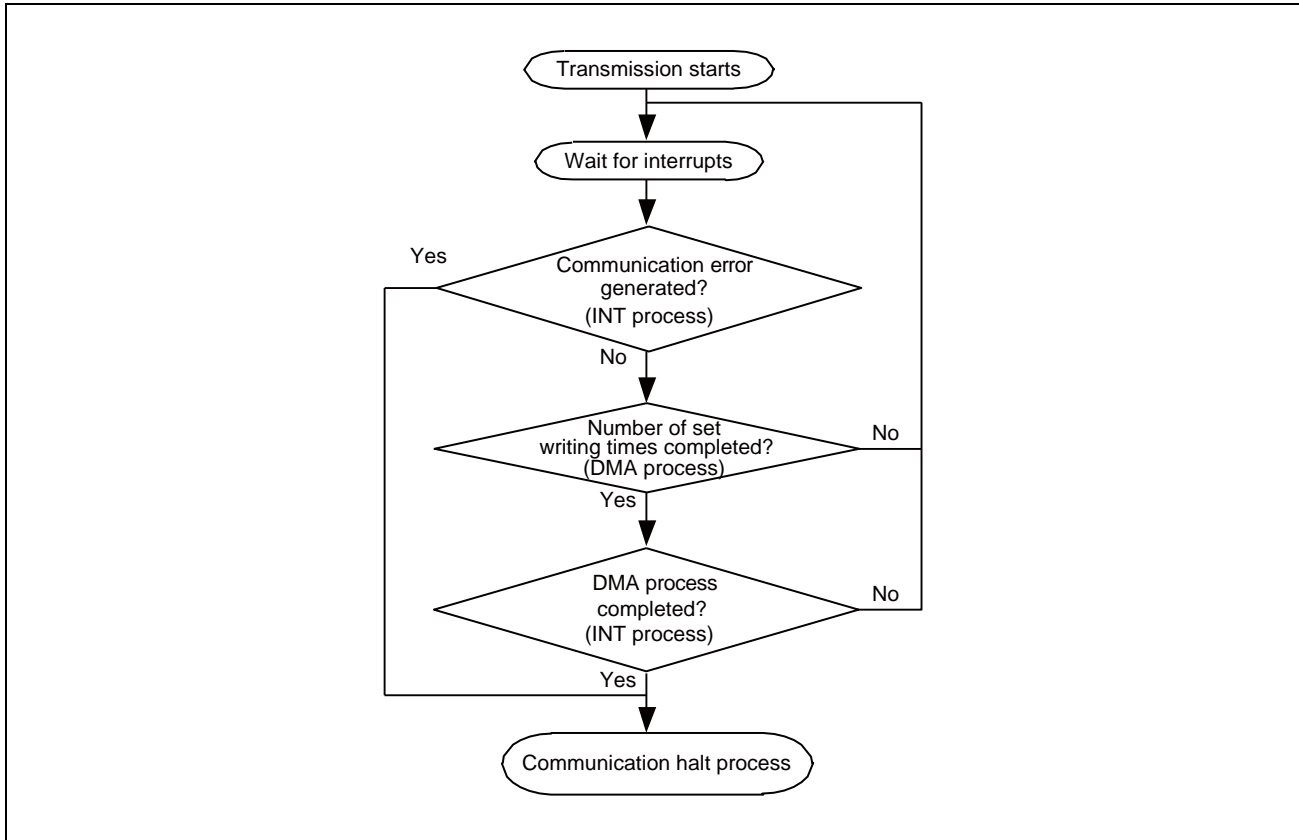 Transmission starts
Wait for interrupts
Yes
Communication error
generated?
(INT process)
No
Number of set
writing times completed?
(DMA process)
No
Yes
DMA process
completed?
(INT process)
No
Yes
Communication halt process